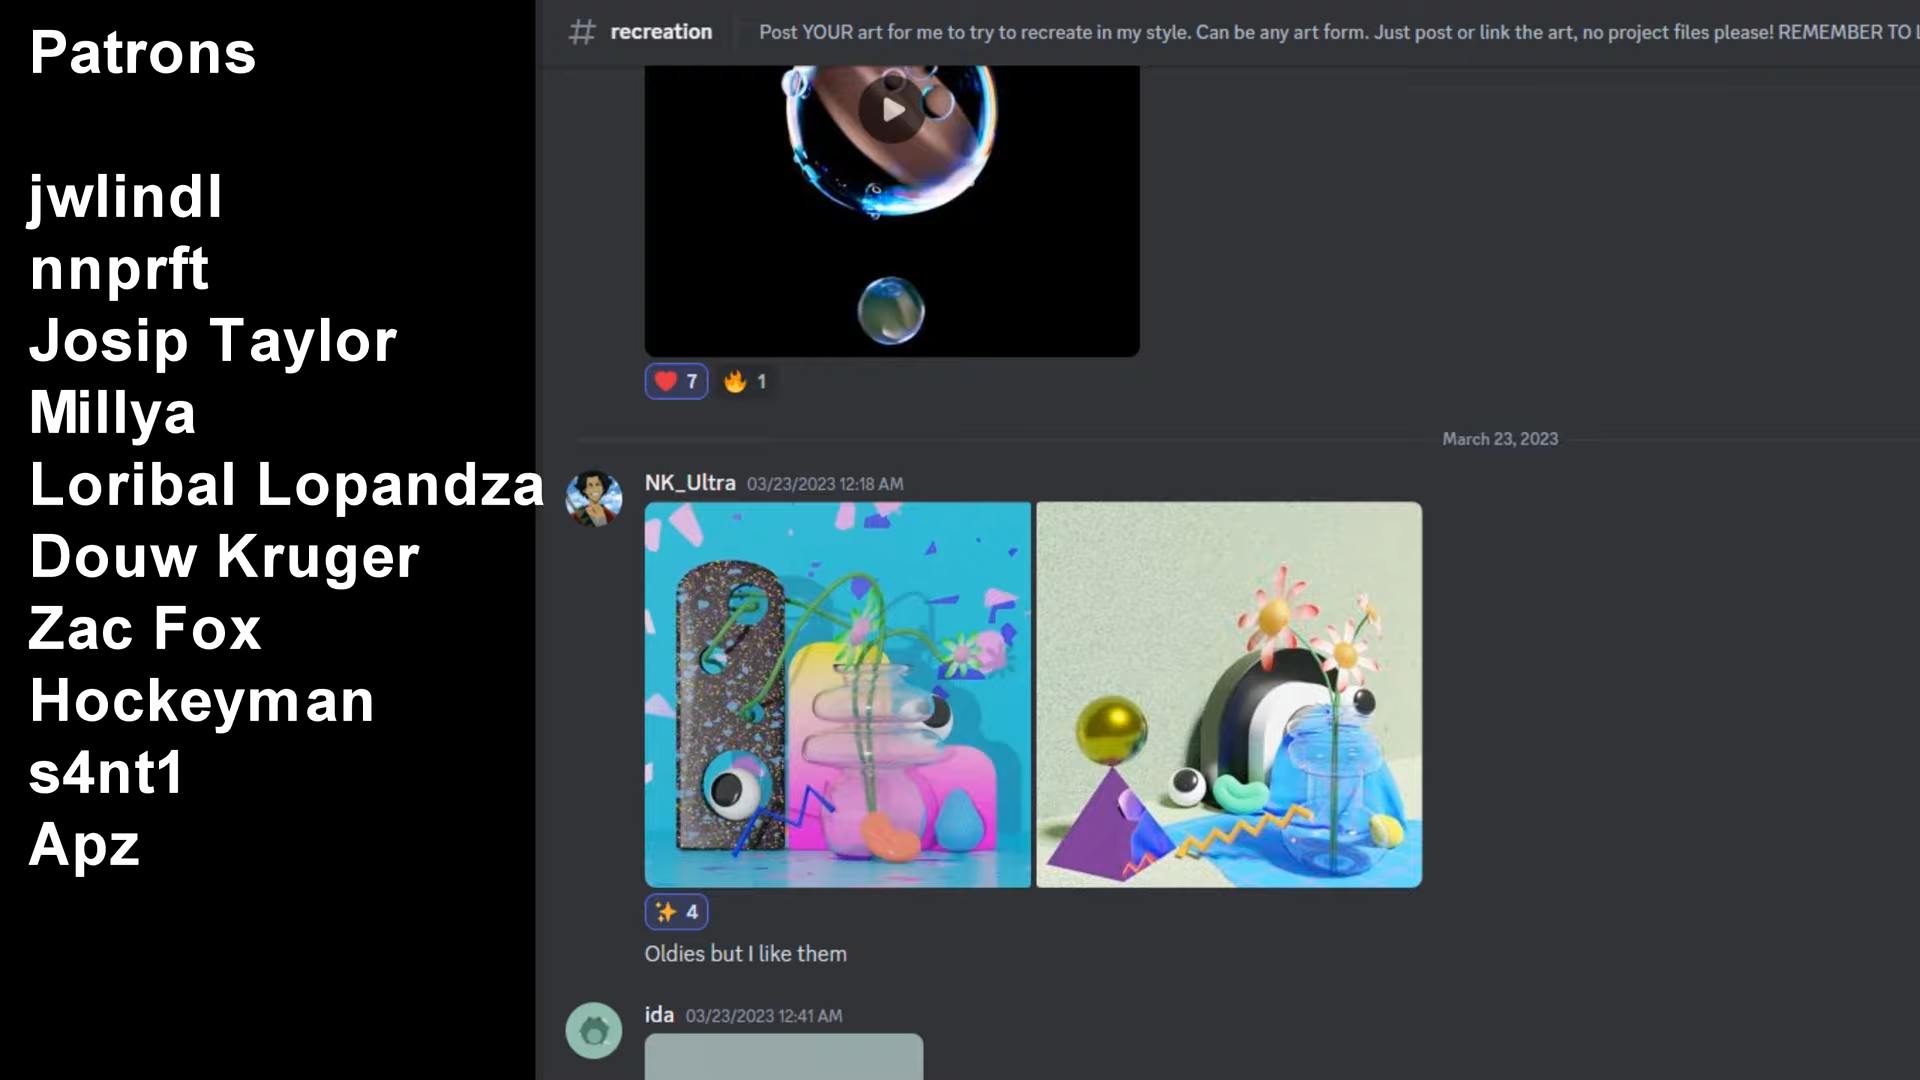 Patrons
jwlindl
nnprft
Josip Taylor
Millya
Loribal Lopandza
Douw Kruger
Zac Fox
Hockeyman
s4nt1
Apz
# recreation
Post YOUR art for me to try to recreate in my style. Can be any art form. Just post or link the art, no project files please! REMEMBER TO
7 1
March 23, 2023
NK_Ultra 03/23/2023 12:18 AM
4
Oldies but I like them
ida 03/23/2023 12:41 AM